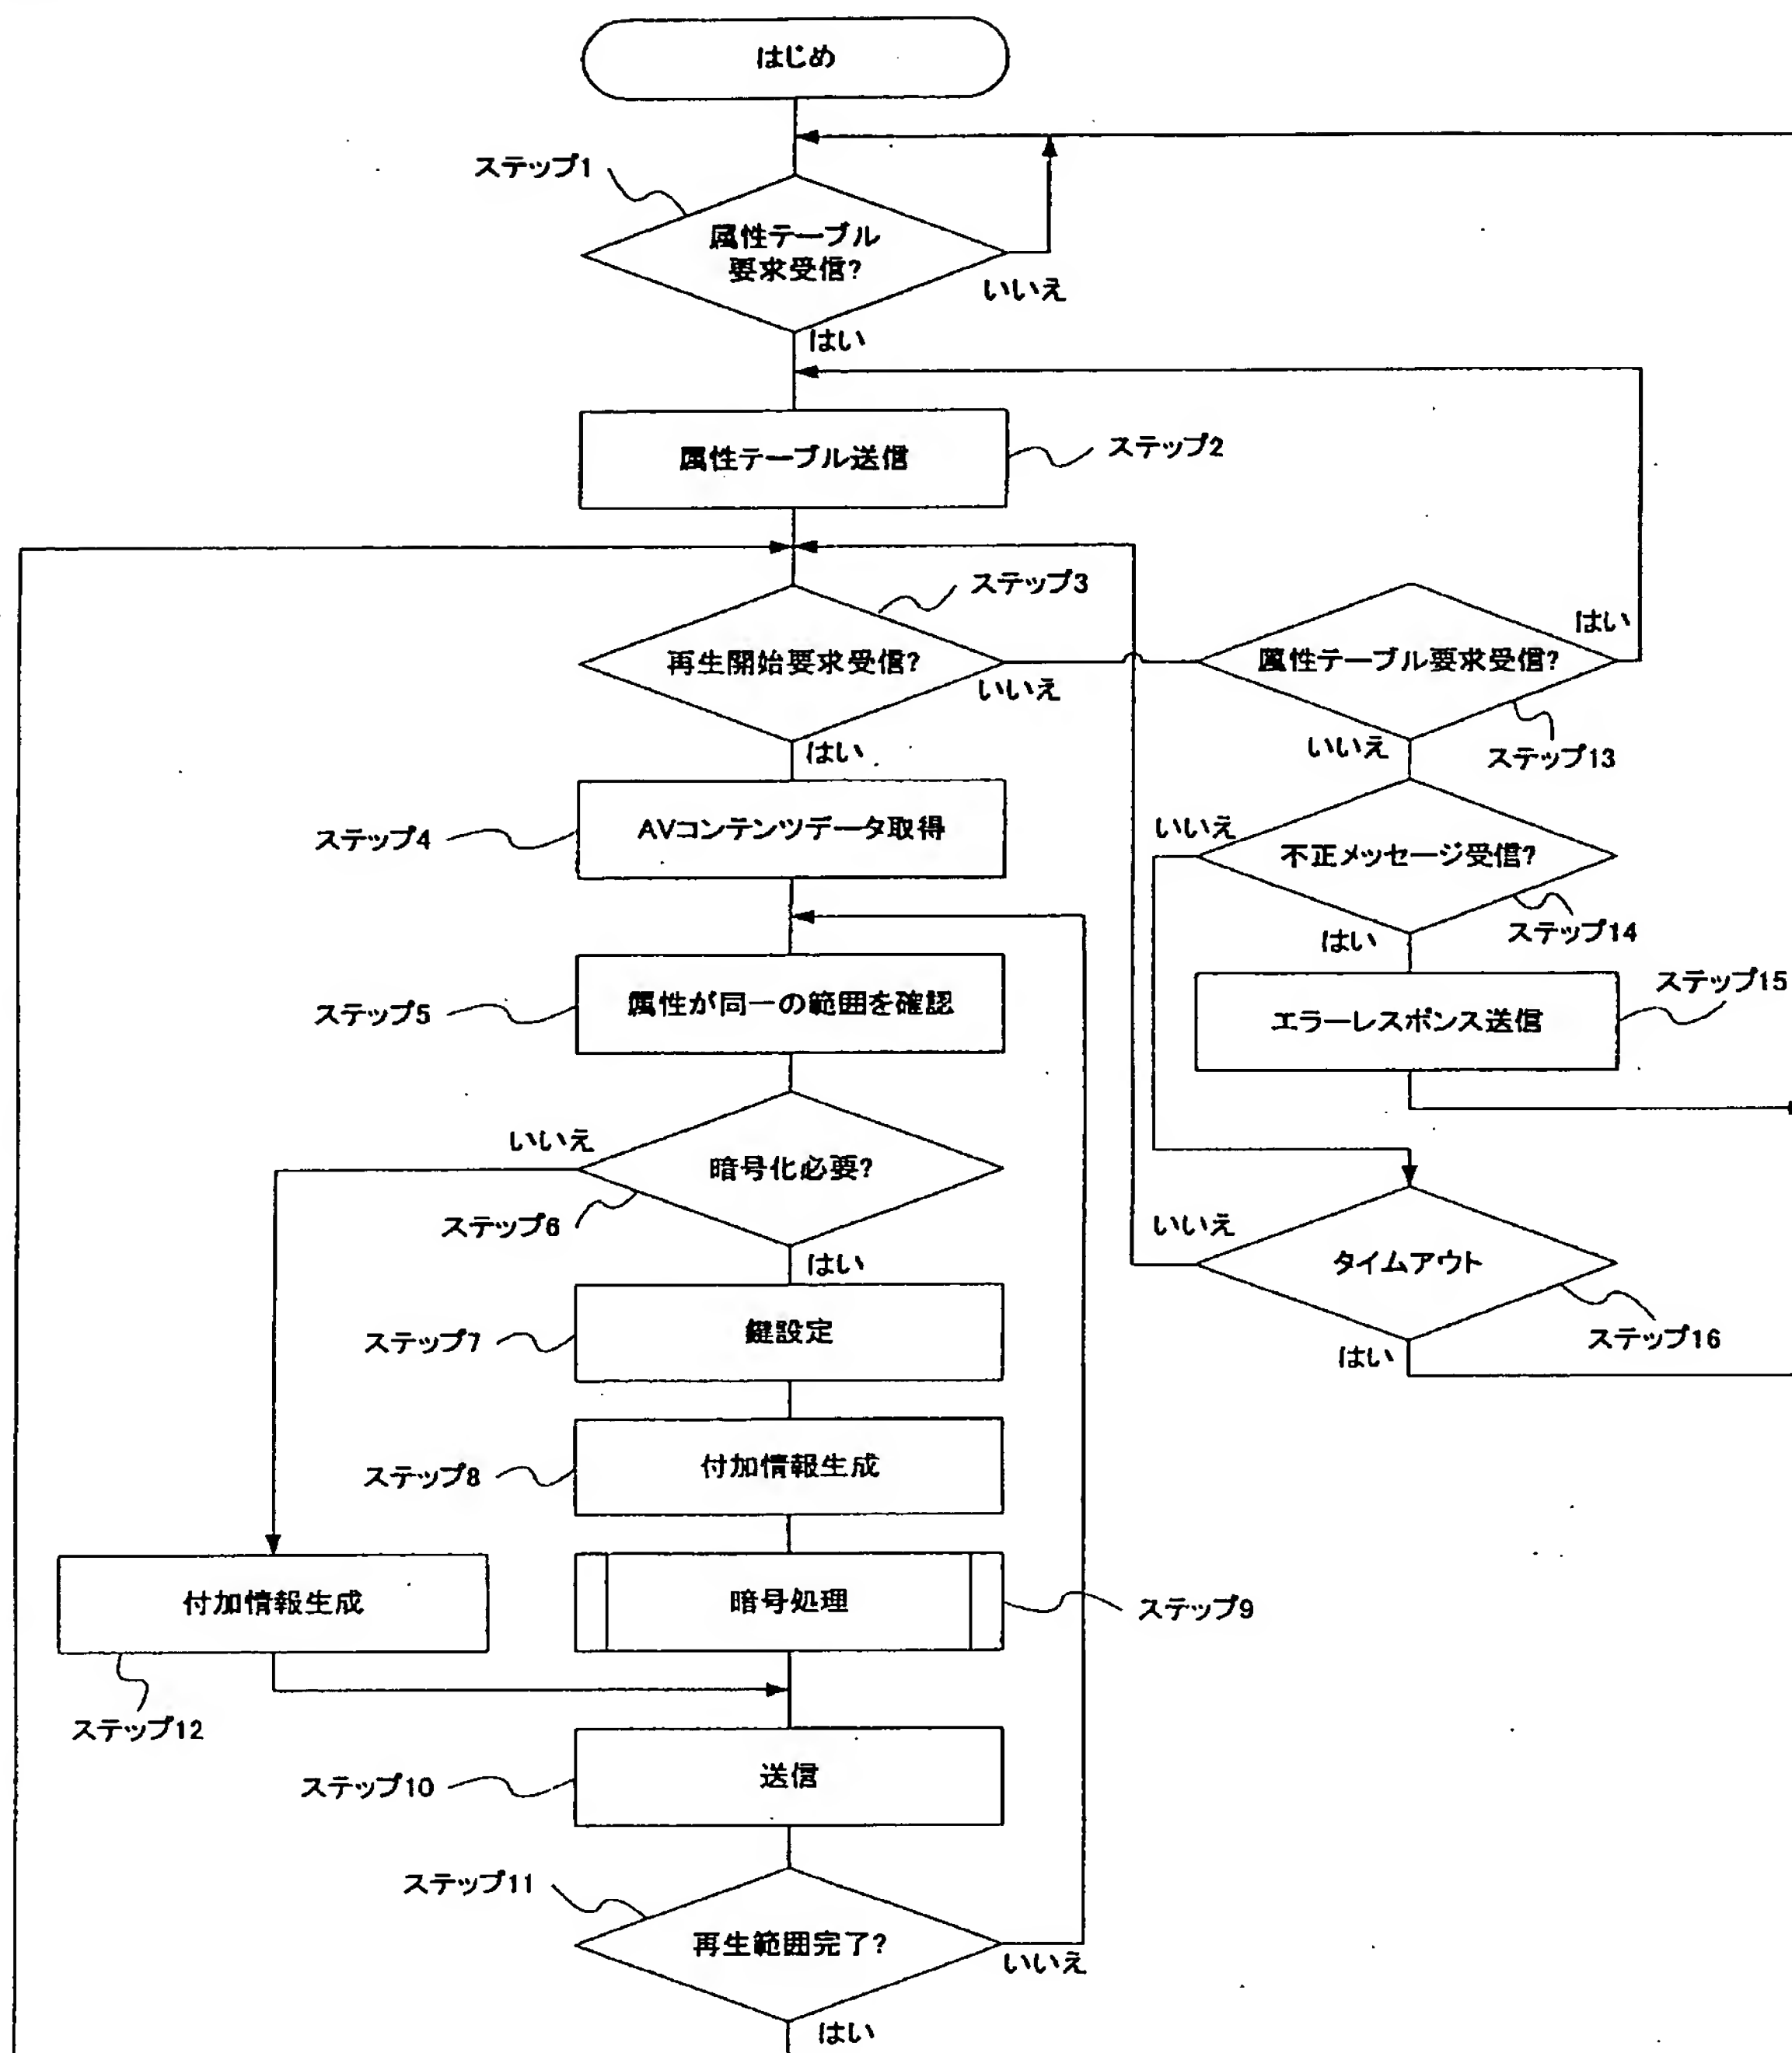 はじめ
ステップ1
属性テーブル
要求受信?
いいえ
はい
属性テーブル送信
ステップ2
ステップ3
再生開始要求受信?
いいえ
はい
属性テーブル要求受信?
はい
いいえ
ステップ13
ステップ4
AVコンテンツデータ取得
いいえ
不正メッセージ受信?
はい
ステップ14
ステップ5
属性が同一の範囲を確認
エラーレスポンス送信
ステップ15
いいえ
暗号化必要?
ステップ6
はい
いいえ
タイムアウト
はい
ステップ16
ステップ7
鍵設定
ステップ8
付加情報生成
付加情報生成
ステップ12
暗号処理
ステップ9
ステップ10
送信
ステップ11
再生範囲完了?
いいえ
はい